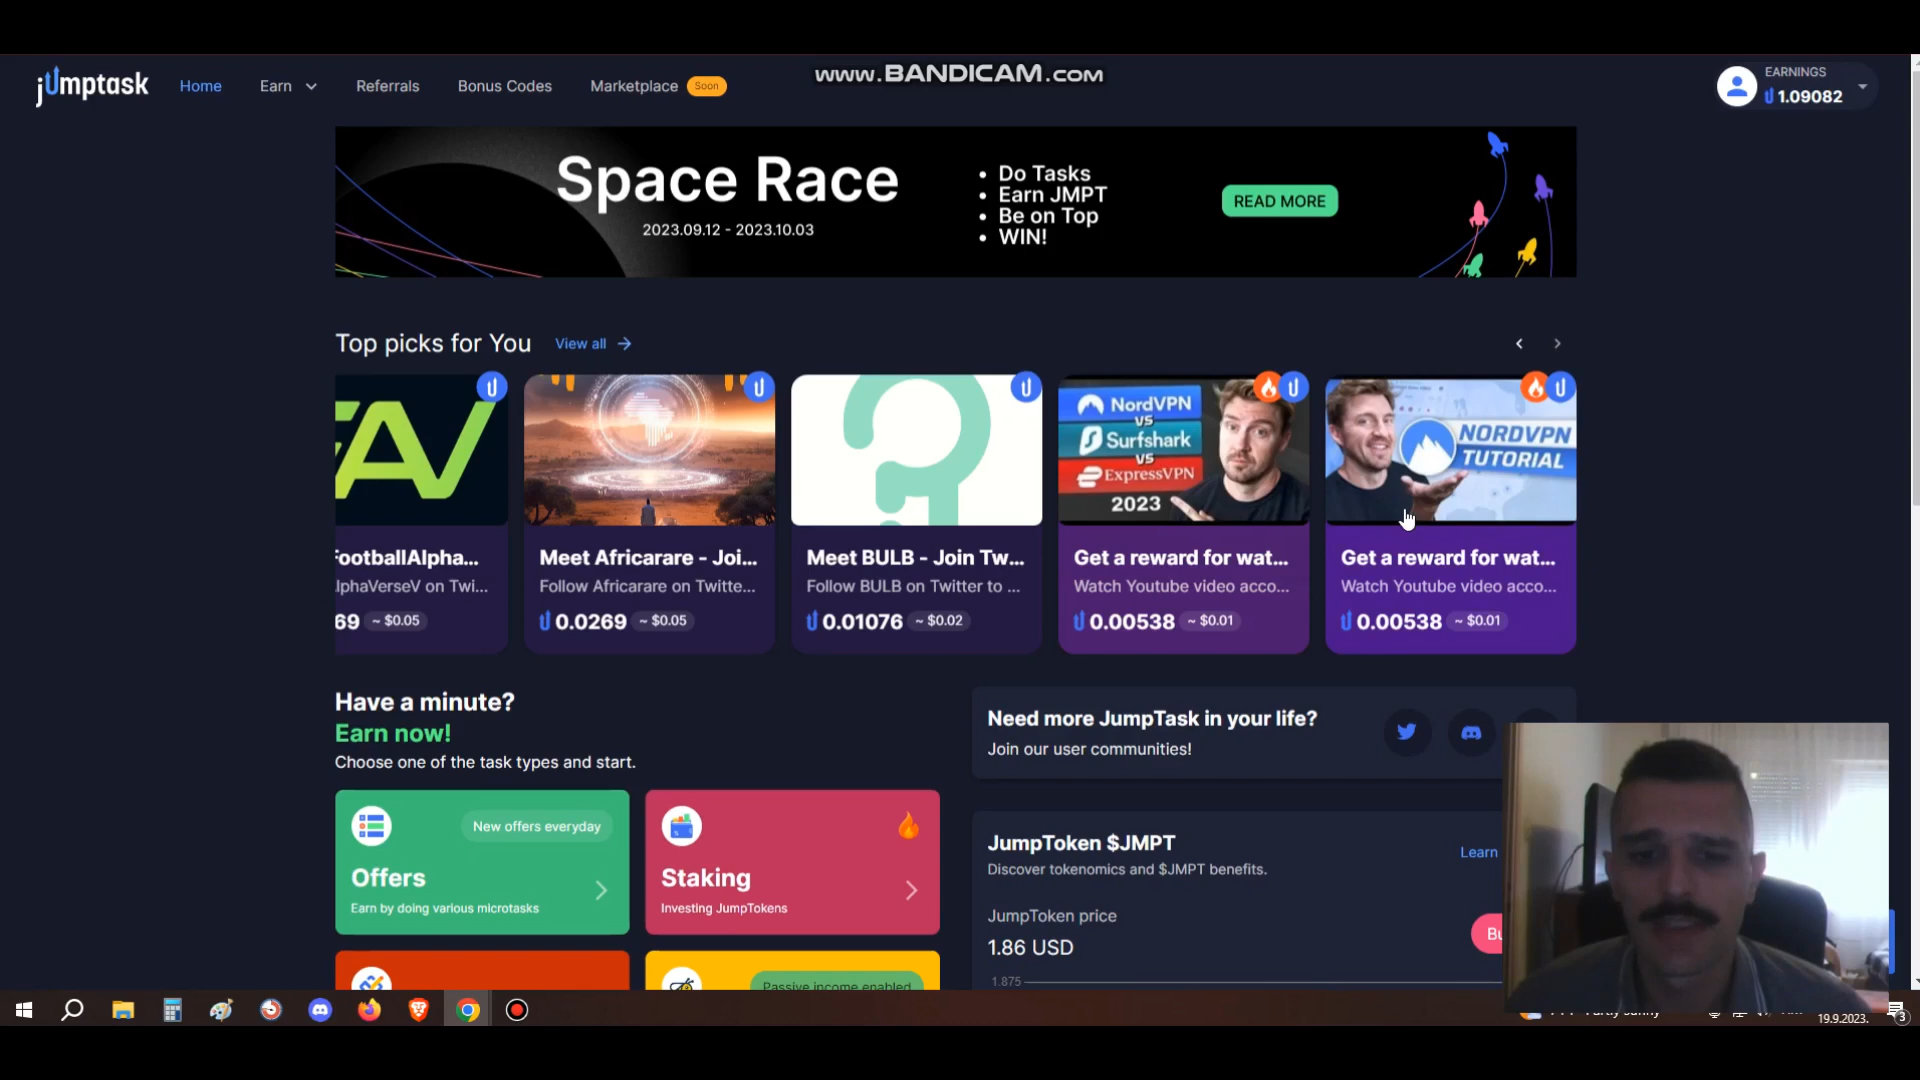 www.BANDICAM.com
jumptask
Home
Earn
Referrals
Bonus Codes
Marketplace
Soon
EARNINGS
1.09082
Space Race
2023.09.12 - 2023.10.03
• Do Tasks
• Earn JMPT
• Be on Top
• WIN!
READ MORE
Top picks for You
View all
NordVPN
VS
Surfshark
VS
ExpressVPN
2023
NORDVPN
TUTORIAL
FootballAlpha...
AlphaVerseV on Twi...
69 ~ $0.05
Meet Africarare - Joi...
Follow Africarare on Twitte...
0.0269 ~ $0.05
Meet BULB - Join Tw...
Follow BULB on Twitter to ...
0.01076 ~ $0.02
Get a reward for wat...
Watch Youtube video acco...
0.00538 ~ $0.01
Get a reward for wat...
Watch Youtube video acco...
0.00538 ~ $0.01
Have a minute?
Earn now!
Choose one of the task types and start.
New offers everyday
Offers
Earn by doing various microtasks
Staking
Investing JumpTokens
Passive income enabled
Need more JumpTask in your life?
Join our user communities!
JumpToken $JMPT
Discover tokenomics and $JMPT benefits.
Learn
JumpToken price
1.86 USD
Bu
1.875
19.9.2023.
3